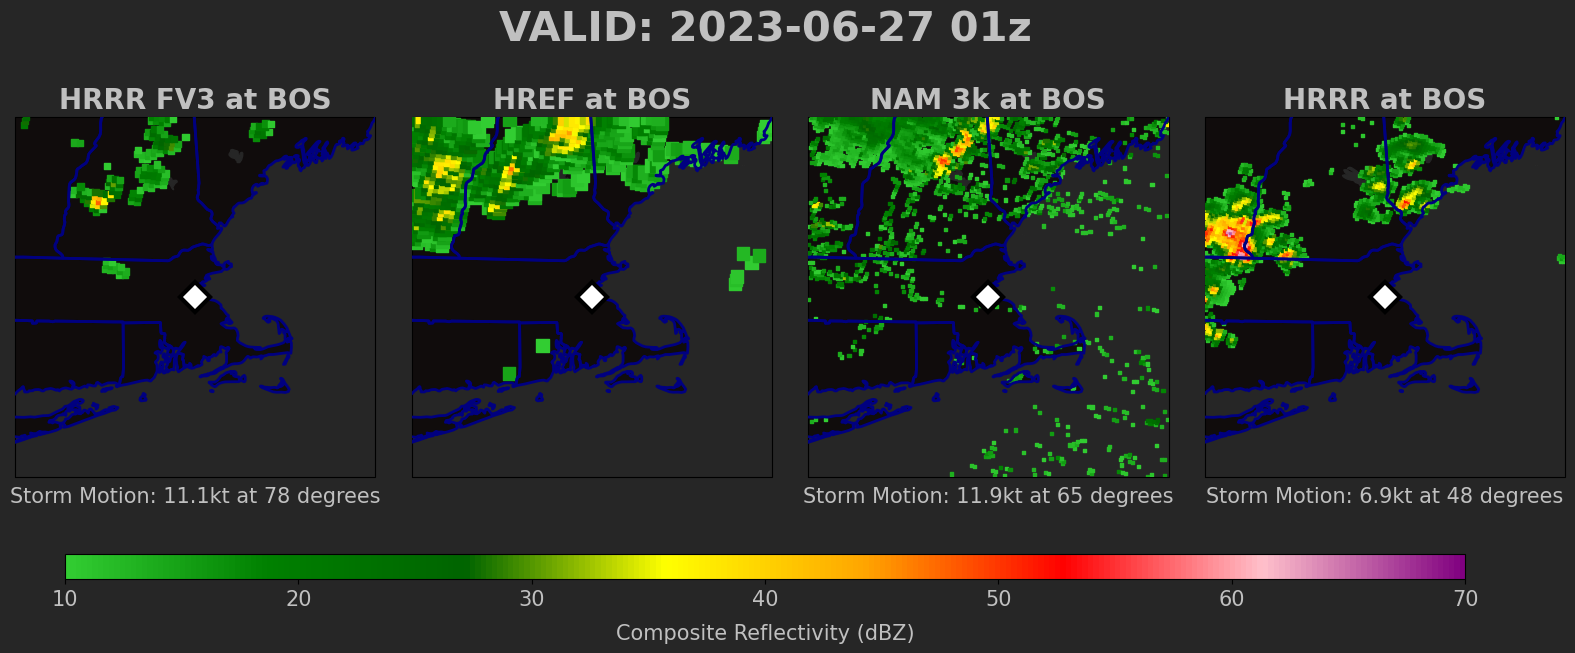 VALID: 2023-06-27 01z
HRRR FV3 at BOS
HREF at BOS
NAM 3k at BOS
HRRR at BOS
Storm Motion: 11.1kt at 78 degrees
Storm Motion: 11.9kt at 65 degrees
Storm Motion: 6.9kt at 48 degrees
10 20 30 40 50 60 70
Composite Reflectivity (dBZ)